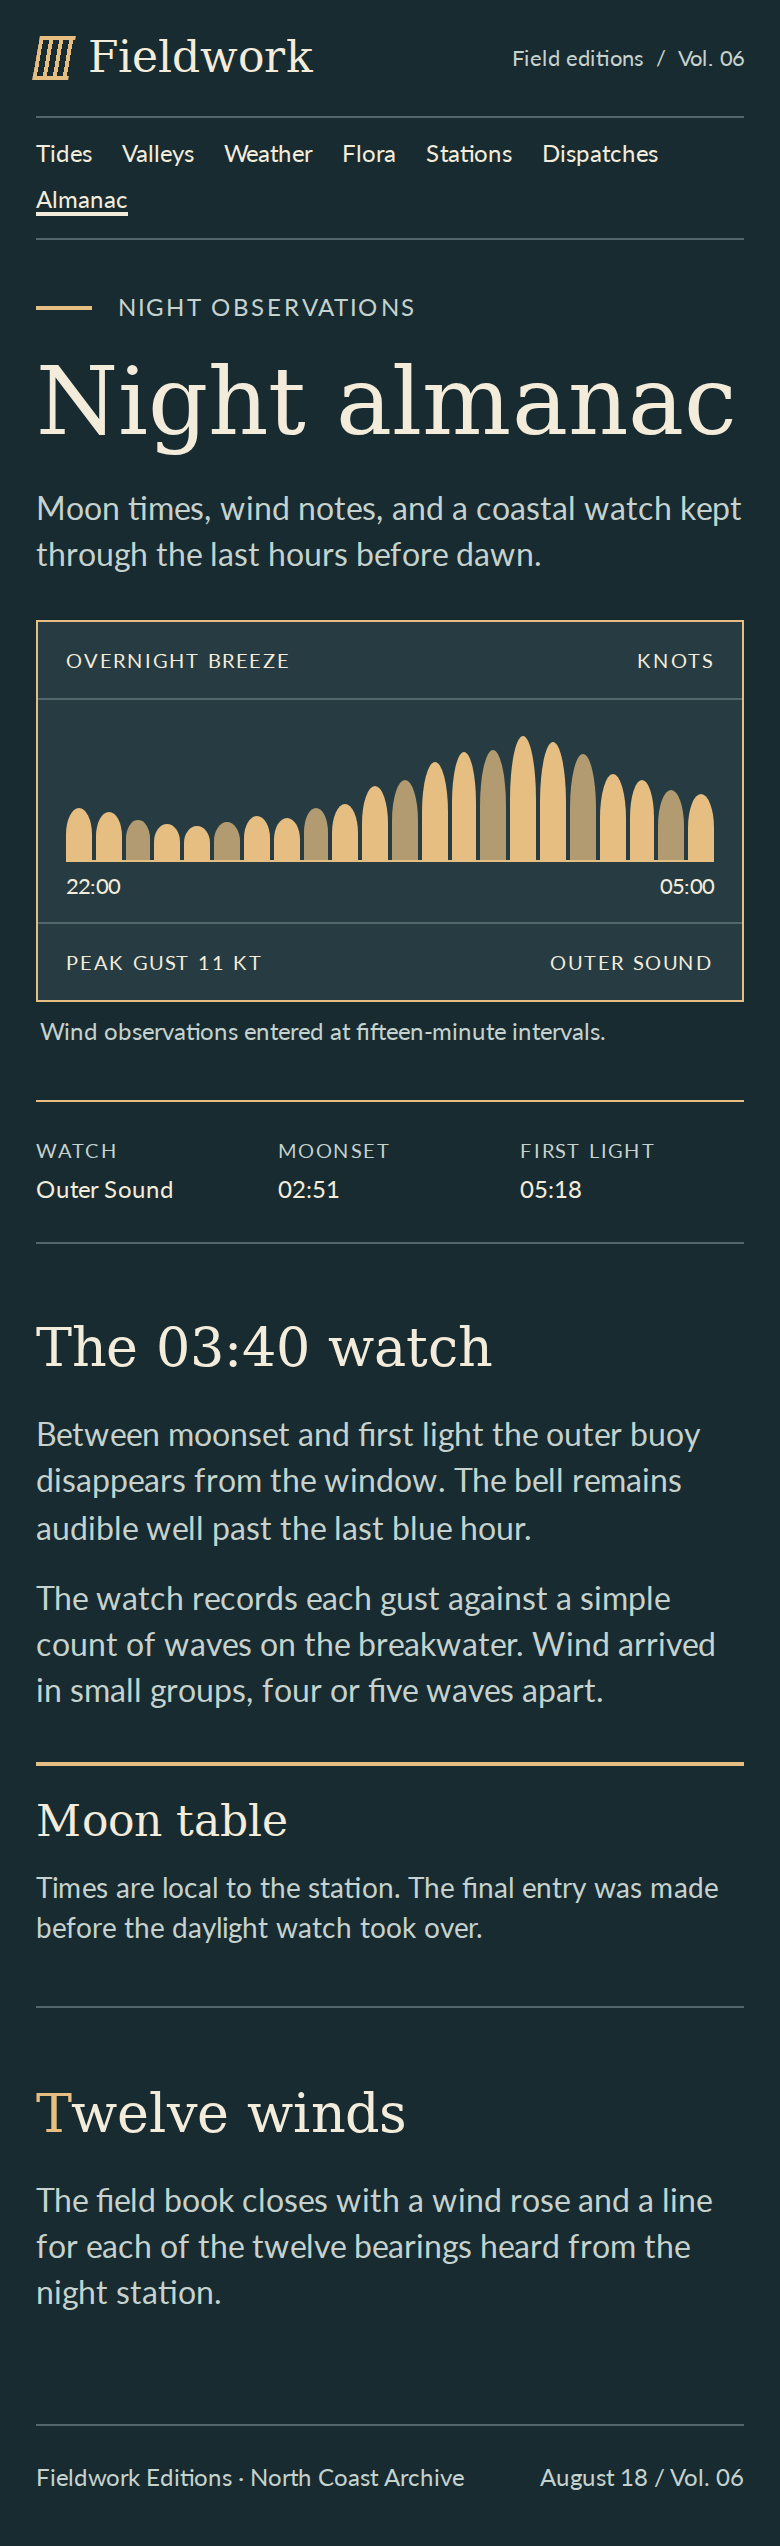 Fieldwork
Field editions / Vol. 06
Tides Valleys Weather Flora Stations Dispatches
Almanac
NIGHT OBSERVATIONS
Night almanac
Moon times, wind notes, and a coastal watch kept
through the last hours before dawn.
OVERNIGHT BREEZE KNOTS
22:00 05:00
PEAK GUST 11 KT OUTER SOUND
Wind observations entered at fifteen-minute intervals.
WATCH MOONSET FIRST LIGHT
Outer Sound 02:51 05:18
The 03:40 watch
Between moonset and first light the outer buoy
disappears from the window. The bell remains
audible well past the last blue hour.
The watch records each gust against a simple
count of waves on the breakwater. Wind arrived
in small groups, four or five waves apart.
Moon table
Times are local to the station. The final entry was made
before the daylight watch took over.
Twelve winds
The field book closes with a wind rose and a line
for each of the twelve bearings heard from the
night station.
Fieldwork Editions · North Coast Archive August 18 / Vol. 06